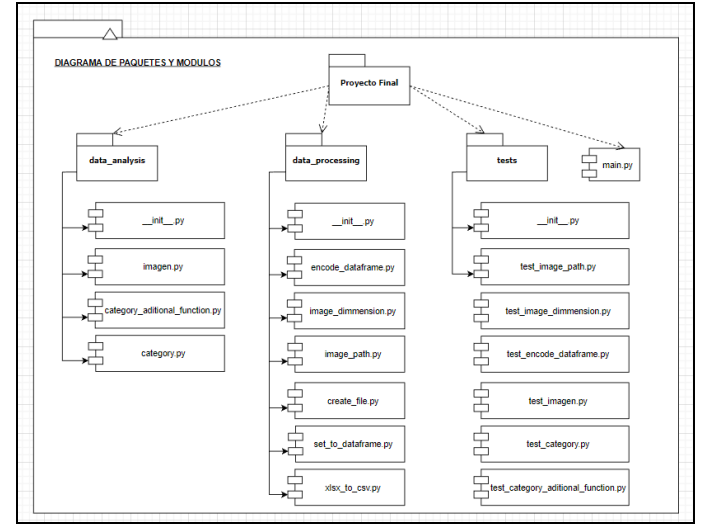 DIAGRAMA DE PAQUETES Y MODULOS
Proyecto Final
data_analysis
data_processing
tests
main.py
__init__.py
imagen.py
category_aditional_function.py
category.py
__init__.py
encode_dataframe.py
image_dimmension.py
image_path.py
create_file.py
set_to_dataframe.py
xlsx_to_csv.py
__init__.py
test_image_path.py
test_image_dimmension.py
test_encode_dataframe.py
test_imagen.py
test_category.py
test_category_aditional_function.py